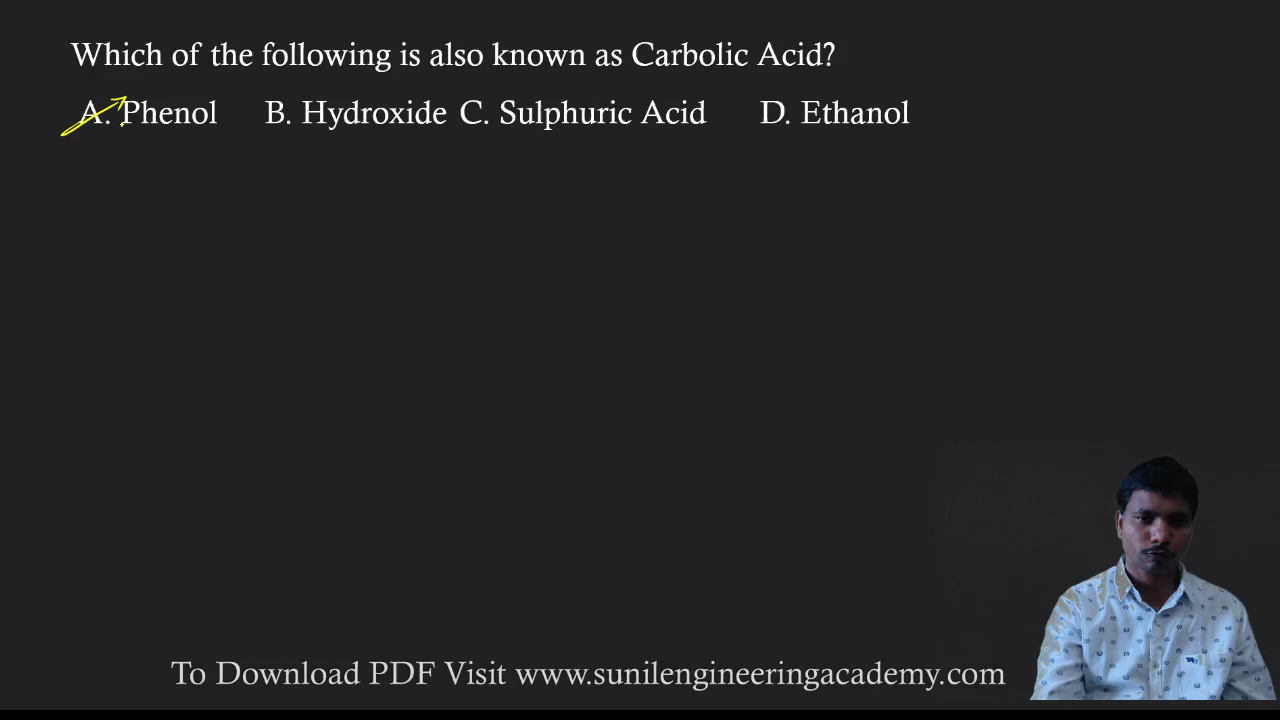 Which of the following is also known as Carbolic Acid?
A. Phenol B. Hydroxide C. Sulphuric Acid D. Ethanol
To Download PDF Visit www.sunilengineeringacademy.com